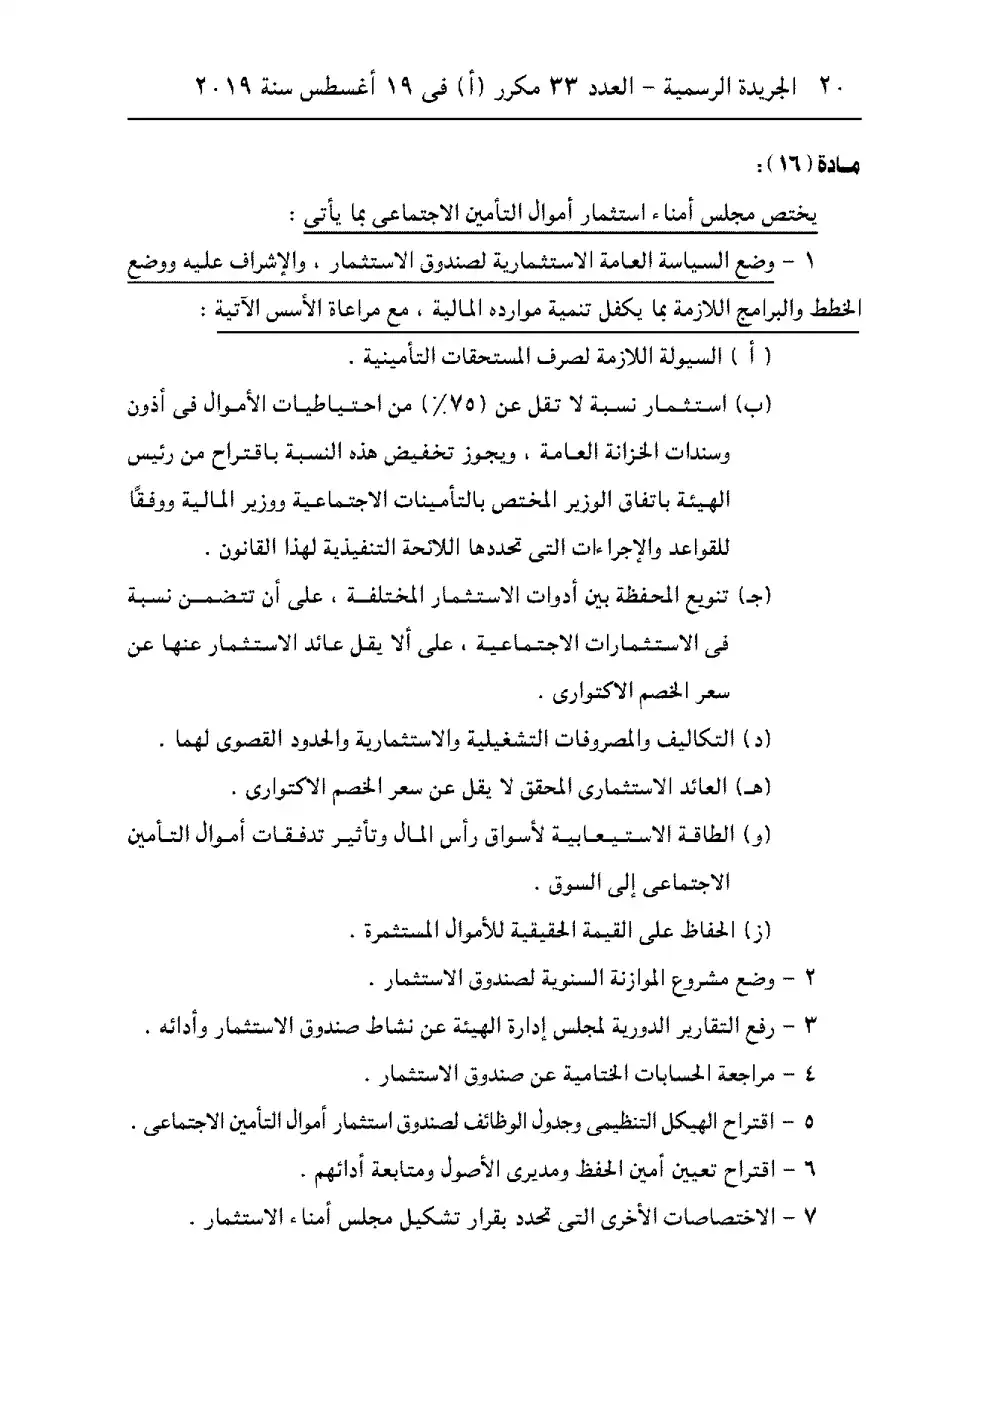 ٢٠ الجريدة الرسمية – العدد ٣٣ مكرر (أ) فى ١٩ أغسطس سنة ٢٠١٩
مــادة (١٦) :
يختص مجلس أمناء استثمار أموال التأمين الاجتماعى بما يأتى :
١ – وضع السياسة العامة الاستثمارية لصندوق الاستثمار ، والإشراف عليه ووضع
الخطط والبرامج اللازمة بما يكفل تنمية موارده المالية ، مع مراعاة الأسس الآتية :
( أ ) السيولة اللازمة لصرف المستحقات التأمينية .
(ب) استثمار نسبة لا تقل عن (٧٥٪) من احتياطيات الأموال فى أذون
وسندات الخزانة العامة ، ويجوز تخفيض هذه النسبة باقتراح من رئيس
الهيئة باتفاق الوزير المختص بالتأمينات الاجتماعية ووزير المالية ووفقًا
للقواعد والإجراءات التى تحددها اللائحة التنفيذية لهذا القانون .
(جـ) تنويع المحفظة بين أدوات الاستثمار المختلفــة ، على أن تتضمــن نسبة
فى الاستثمارات الاجتماعية ، على ألا يقل عائد الاستثمار عنها عن
سعر الخصم الاكتوارى .
(د) التكاليف والمصروفات التشغيلية والاستثمارية والحدود القصوى لهما .
(هـ) العائد الاستثمارى المحقق لا يقل عن سعر الخصم الاكتوارى .
(و) الطاقة الاستيعابية لأسواق رأس المال وتأثير تدفقات أموال التأمين
الاجتماعى إلى السوق .
(ز) الحفاظ على القيمة الحقيقية للأموال المستثمرة .
٢ – وضع مشروع الموازنة السنوية لصندوق الاستثمار .
٣ – رفع التقارير الدورية لمجلس إدارة الهيئة عن نشاط صندوق الاستثمار وأدائه .
٤ – مراجعة الحسابات الختامية عن صندوق الاستثمار .
٥ – اقتراح الهيكل التنظيمى وجدول الوظائف لصندوق استثمار أموال التأمين الاجتماعى .
٦ – اقتراح تعيين أمين الحفظ ومديرى الأصول ومتابعة أدائهم .
٧ – الاختصاصات الأخرى التى تحدد بقرار تشكيل مجلس أمناء الاستثمار .